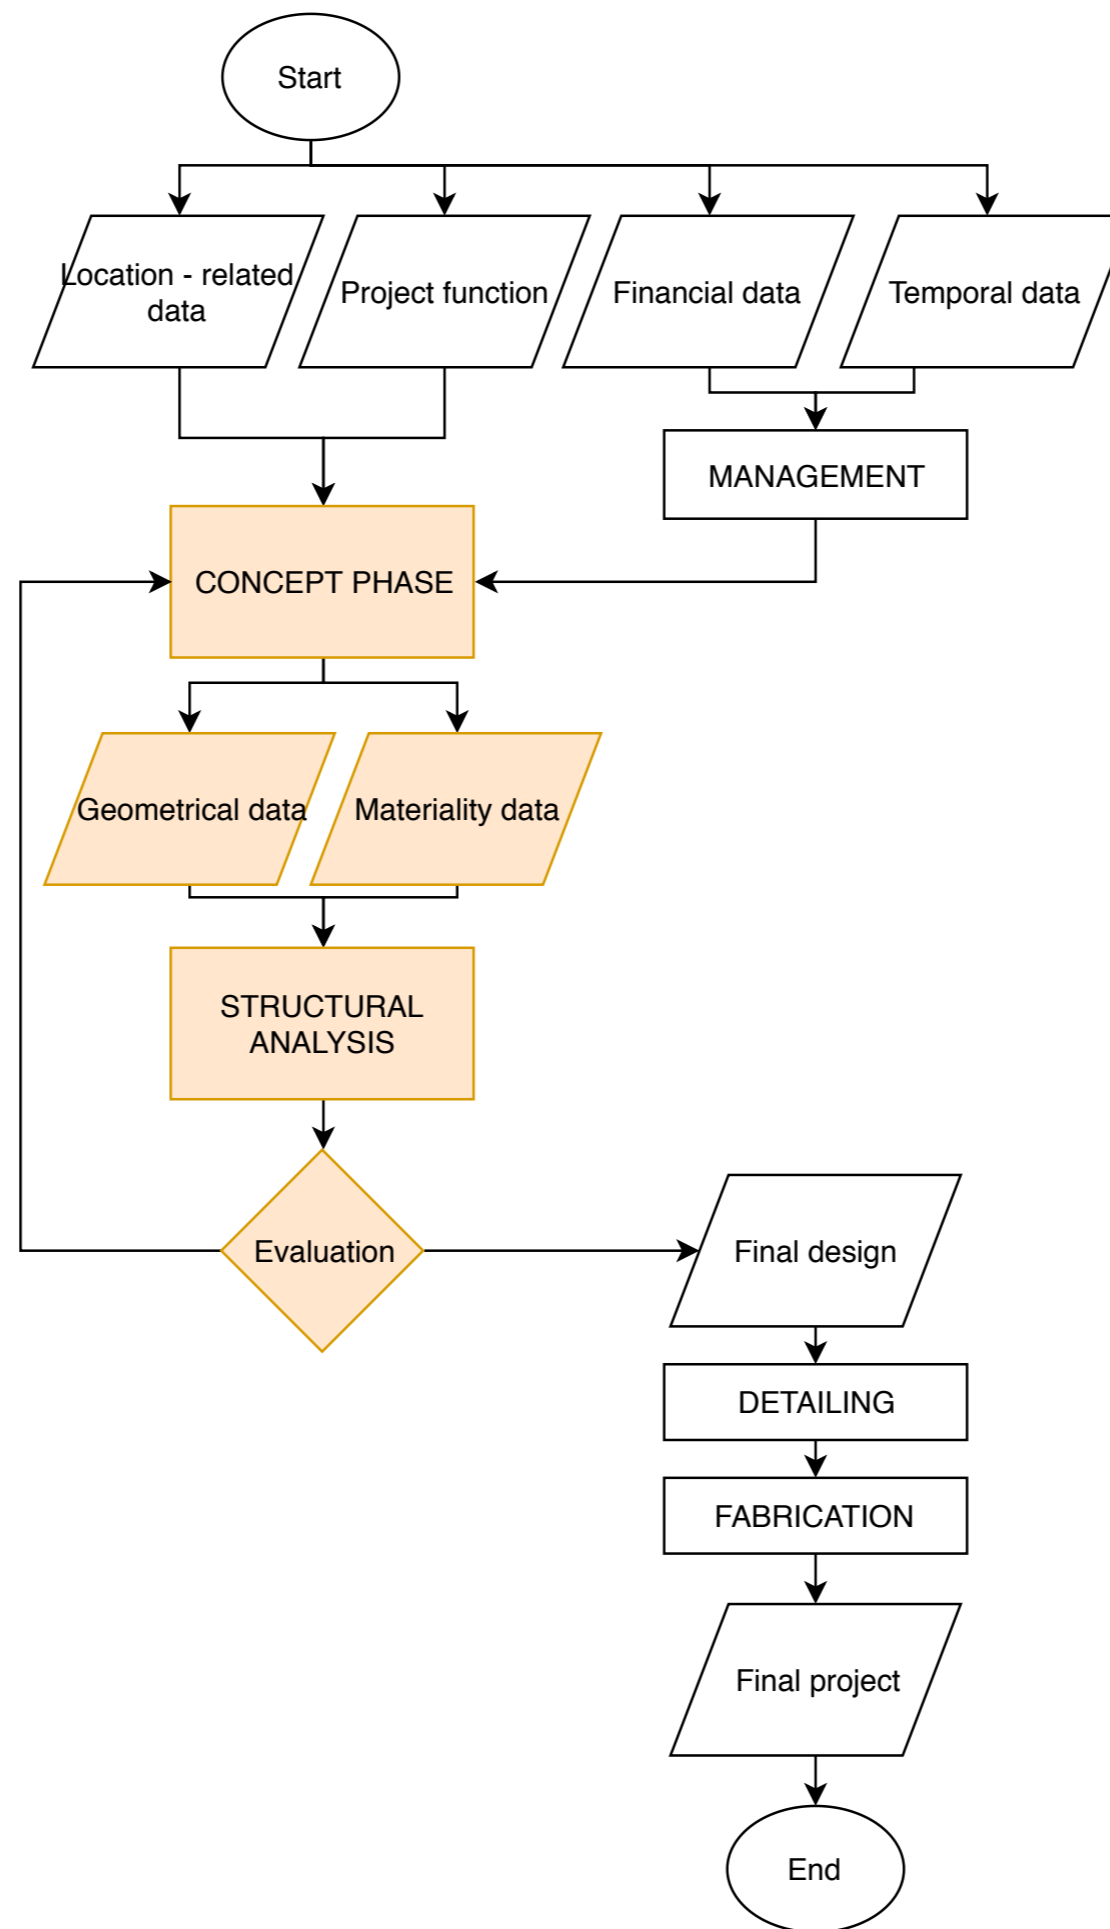 Start
Location - related
data
Project function
Financial data
Temporal data
MANAGEMENT
CONCEPT PHASE
Geometrical data
Materiality data
STRUCTURAL
ANALYSIS
Evaluation
Final design
DETAILING
FABRICATION
Final project
End